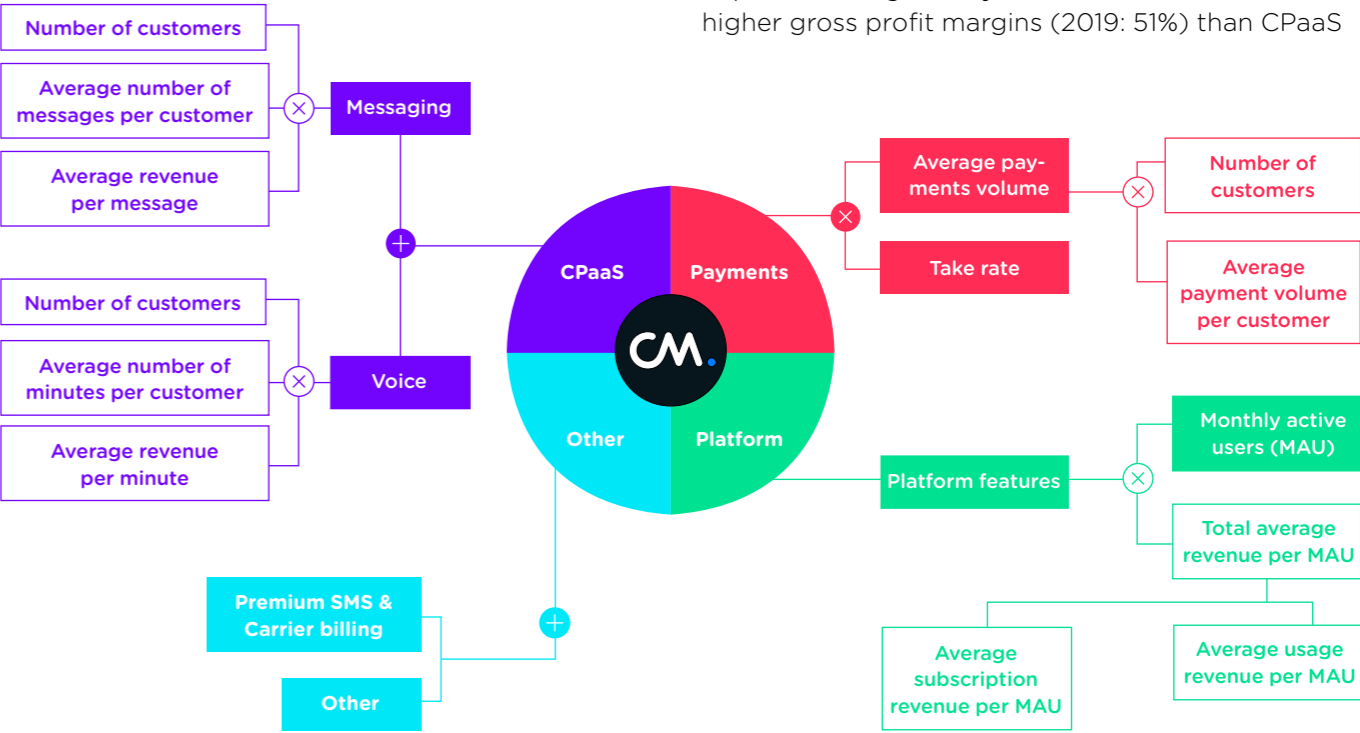 higher gross profit margins (2019: 51%) than CPaaS
Number of customers
Average number of
messages per customer
Average revenue
per message
Messaging
Number of customers
Average number of
minutes per customer
Average revenue
per minute
Voice
CPaaS
Payments
CM.
Other
Platform
Average pay-
ments volume
Take rate
Number of
customers
Average
payment volume
per customer
Platform features
Monthly active
users (MAU)
Total average
revenue per MAU
Average
subscription
revenue per MAU
Average usage
revenue per MAU
Premium SMS &
Carrier billing
Other